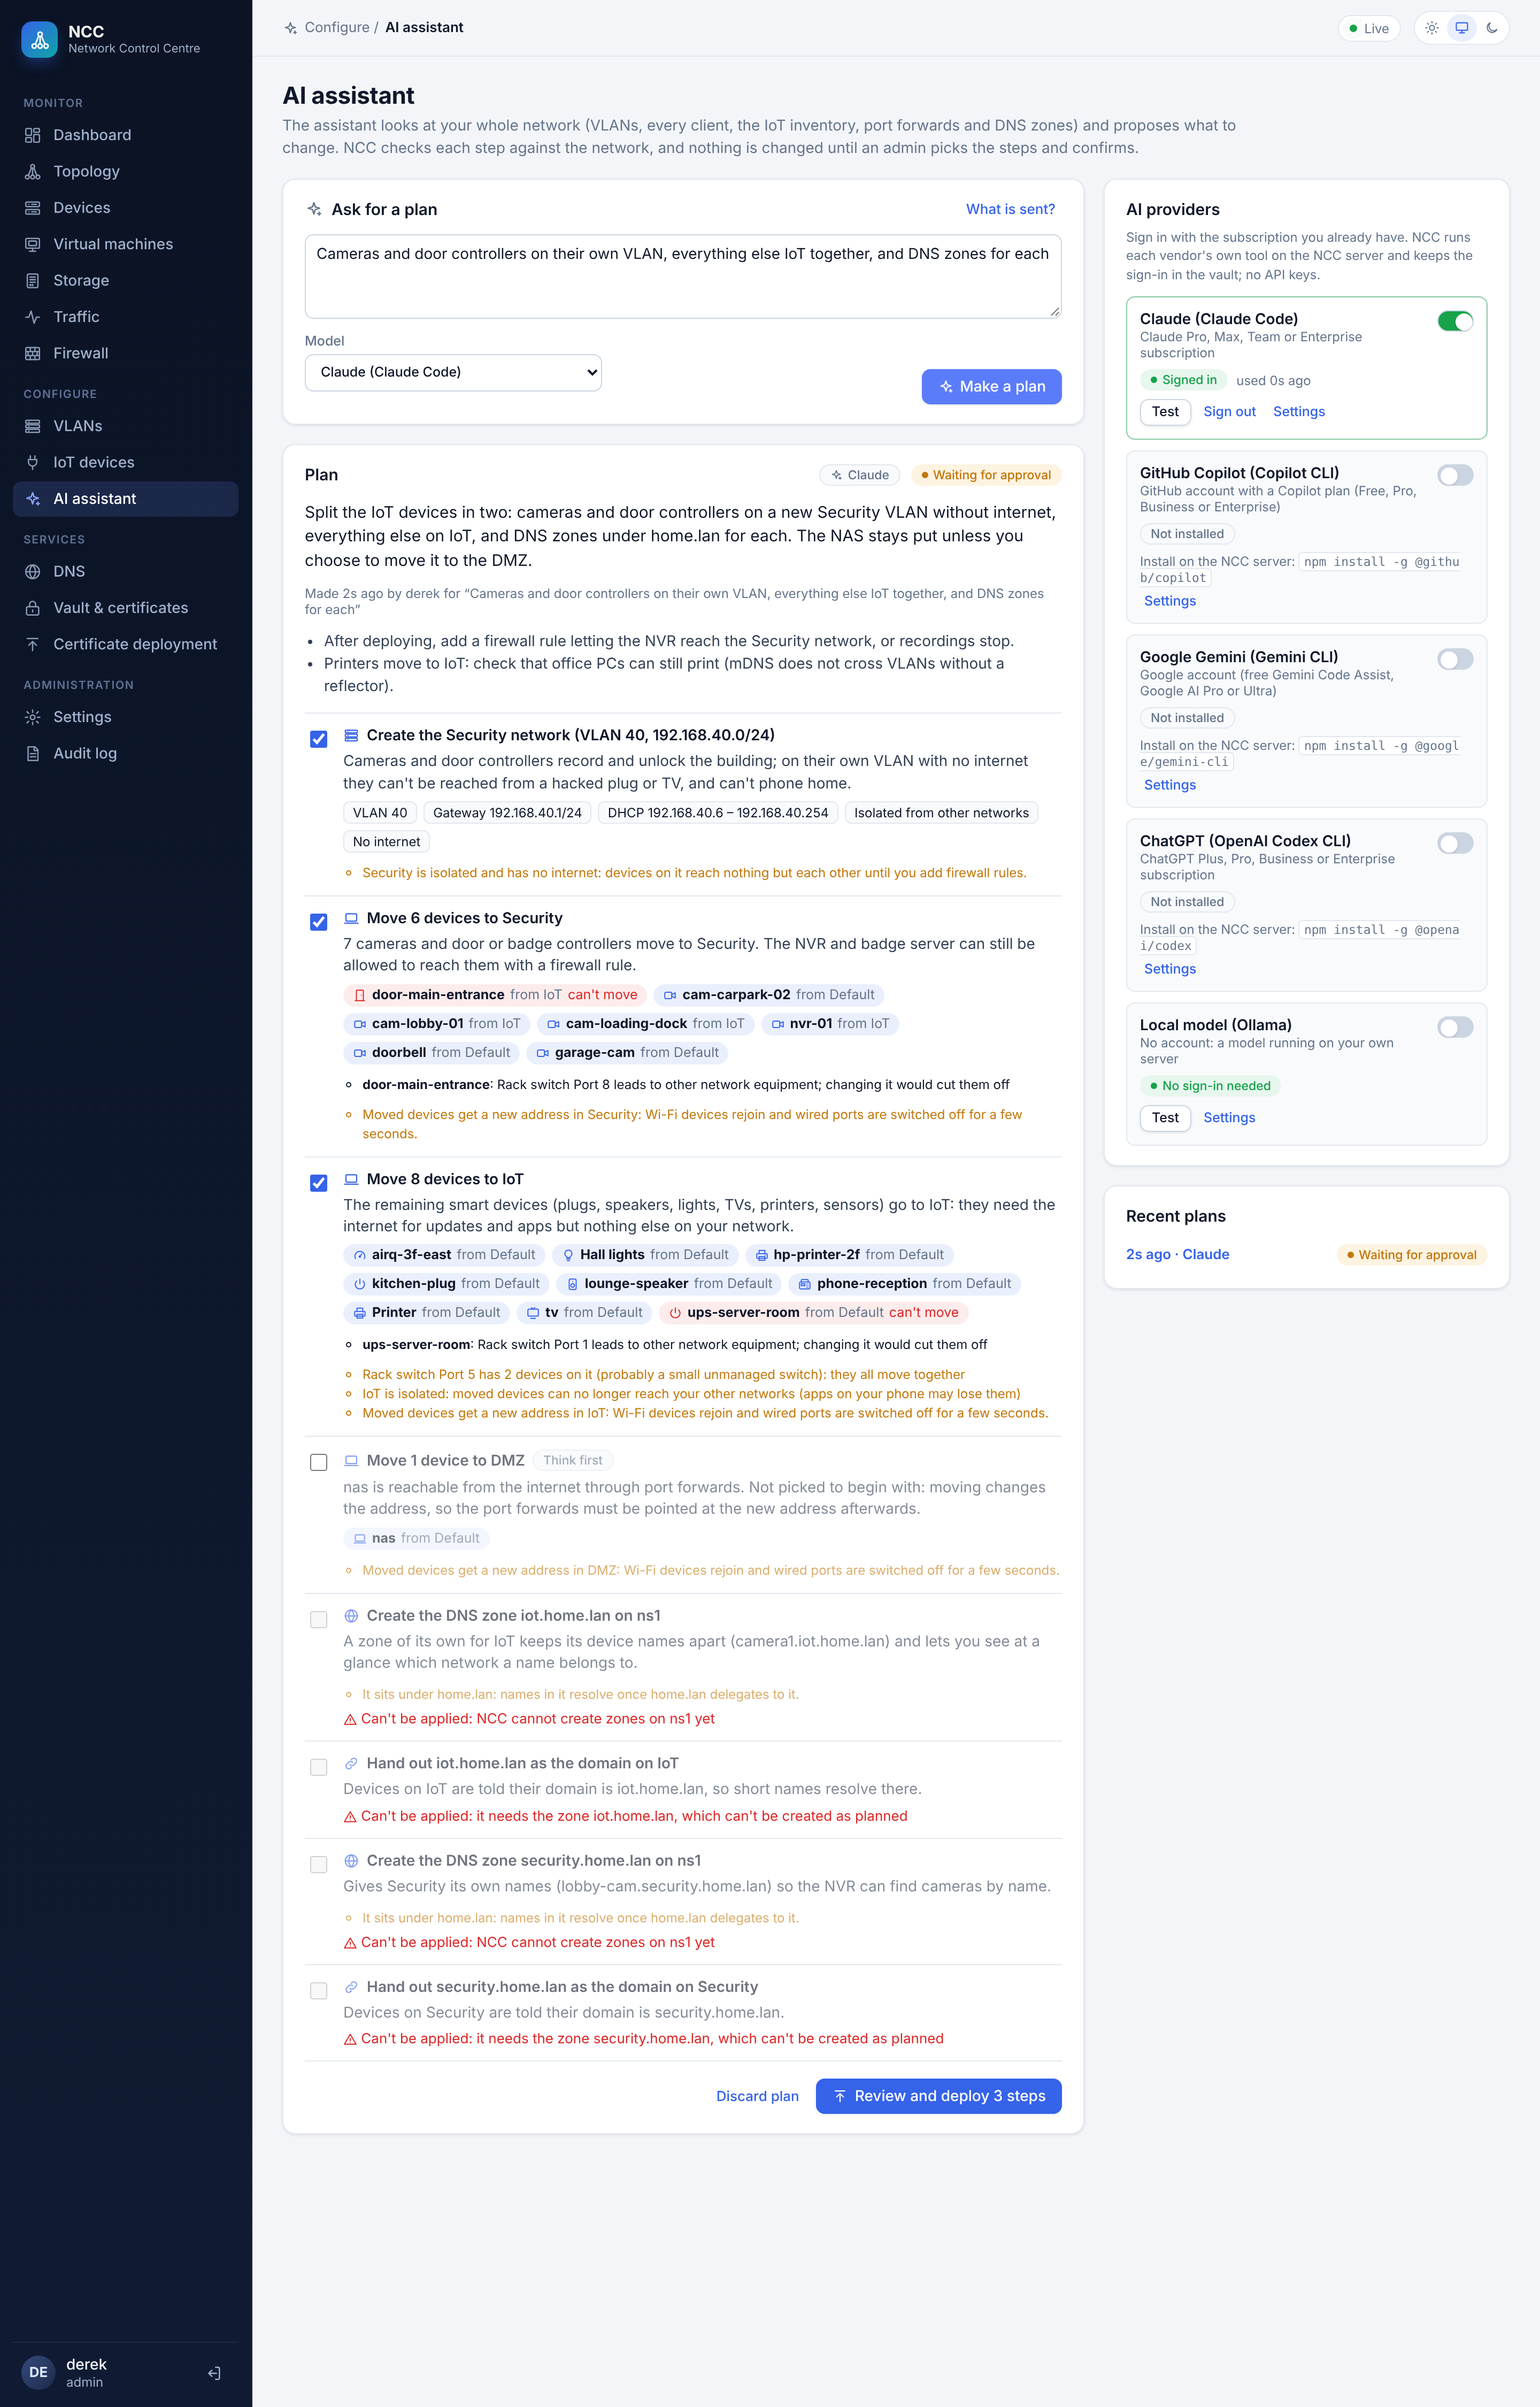 NCC
Network Control Centre
MONITOR
Dashboard
Topology
Devices
Virtual machines
Storage
Traffic
Firewall
CONFIGURE
VLANs
IoT devices
AI assistant
SERVICES
DNS
Vault & certificates
Certificate deployment
ADMINISTRATION
Settings
Audit log
DE
derek
admin
Configure / AI assistant
Live
AI assistant
The assistant looks at your whole network (VLANs, every client, the IoT inventory, port forwards and DNS zones) and proposes what to
change. NCC checks each step against the network, and nothing is changed until an admin picks the steps and confirms.
Ask for a plan
What is sent?
Cameras and door controllers on their own VLAN, everything else IoT together, and DNS zones for each
Model
Claude (Claude Code)
Make a plan
Plan
Claude
Waiting for approval
Split the IoT devices in two: cameras and door controllers on a new Security VLAN without internet,
everything else on IoT, and DNS zones under home.lan for each. The NAS stays put unless you
choose to move it to the DMZ.
Made 2s ago by derek for “Cameras and door controllers on their own VLAN, everything else IoT together, and DNS zones
for each”
• After deploying, add a firewall rule letting the NVR reach the Security network, or recordings stop.
• Printers move to IoT: check that office PCs can still print (mDNS does not cross VLANs without a
reflector).
Create the Security network (VLAN 40, 192.168.40.0/24)
Cameras and door controllers record and unlock the building; on their own VLAN with no internet
they can't be reached from a hacked plug or TV, and can't phone home.
VLAN 40 Gateway 192.168.40.1/24 DHCP 192.168.40.6 – 192.168.40.254 Isolated from other networks
No internet
Security is isolated and has no internet: devices on it reach nothing but each other until you add firewall rules.
Move 6 devices to Security
7 cameras and door or badge controllers move to Security. The NVR and badge server can still be
allowed to reach them with a firewall rule.
door-main-entrance from IoT can't move cam-carpark-02 from Default
cam-lobby-01 from IoT cam-loading-dock from IoT nvr-01 from IoT
doorbell from Default garage-cam from Default
door-main-entrance: Rack switch Port 8 leads to other network equipment; changing it would cut them off
Moved devices get a new address in Security: Wi-Fi devices rejoin and wired ports are switched off for a few
seconds.
Move 8 devices to IoT
The remaining smart devices (plugs, speakers, lights, TVs, printers, sensors) go to IoT: they need the
internet for updates and apps but nothing else on your network.
airq-3f-east from Default Hall lights from Default hp-printer-2f from Default
kitchen-plug from Default lounge-speaker from Default phone-reception from Default
Printer from Default tv from Default ups-server-room from Default can't move
ups-server-room: Rack switch Port 1 leads to other network equipment; changing it would cut them off
Rack switch Port 5 has 2 devices on it (probably a small unmanaged switch): they all move together
IoT is isolated: moved devices can no longer reach your other networks (apps on your phone may lose them)
Moved devices get a new address in IoT: Wi-Fi devices rejoin and wired ports are switched off for a few seconds.
Move 1 device to DMZ Think first
nas is reachable from the internet through port forwards. Not picked to begin with: moving changes
the address, so the port forwards must be pointed at the new address afterwards.
nas from Default
Moved devices get a new address in DMZ: Wi-Fi devices rejoin and wired ports are switched off for a few seconds.
Create the DNS zone iot.home.lan on ns1
A zone of its own for IoT keeps its device names apart (camera1.iot.home.lan) and lets you see at a
glance which network a name belongs to.
It sits under home.lan: names in it resolve once home.lan delegates to it.
Can't be applied: NCC cannot create zones on ns1 yet
Hand out iot.home.lan as the domain on IoT
Devices on IoT are told their domain is iot.home.lan, so short names resolve there.
Can't be applied: it needs the zone iot.home.lan, which can't be created as planned
Create the DNS zone security.home.lan on ns1
Gives Security its own names (lobby-cam.security.home.lan) so the NVR can find cameras by name.
It sits under home.lan: names in it resolve once home.lan delegates to it.
Can't be applied: NCC cannot create zones on ns1 yet
Hand out security.home.lan as the domain on Security
Devices on Security are told their domain is security.home.lan.
Can't be applied: it needs the zone security.home.lan, which can't be created as planned
Discard plan
Review and deploy 3 steps
AI providers
Sign in with the subscription you already have. NCC runs
each vendor's own tool on the NCC server and keeps the
sign-in in the vault; no API keys.
Claude (Claude Code)
Claude Pro, Max, Team or Enterprise
subscription
Signed in used 0s ago
Test Sign out Settings
GitHub Copilot (Copilot CLI)
GitHub account with a Copilot plan (Free, Pro,
Business or Enterprise)
Not installed
Install on the NCC server: npm install -g @githu
b/copilot
Settings
Google Gemini (Gemini CLI)
Google account (free Gemini Code Assist,
Google AI Pro or Ultra)
Not installed
Install on the NCC server: npm install -g @googl
e/gemini-cli
Settings
ChatGPT (OpenAI Codex CLI)
ChatGPT Plus, Pro, Business or Enterprise
subscription
Not installed
Install on the NCC server: npm install -g @opena
i/codex
Settings
Local model (Ollama)
No account: a model running on your own
server
No sign-in needed
Test Settings
Recent plans
2s ago · Claude
Waiting for approval